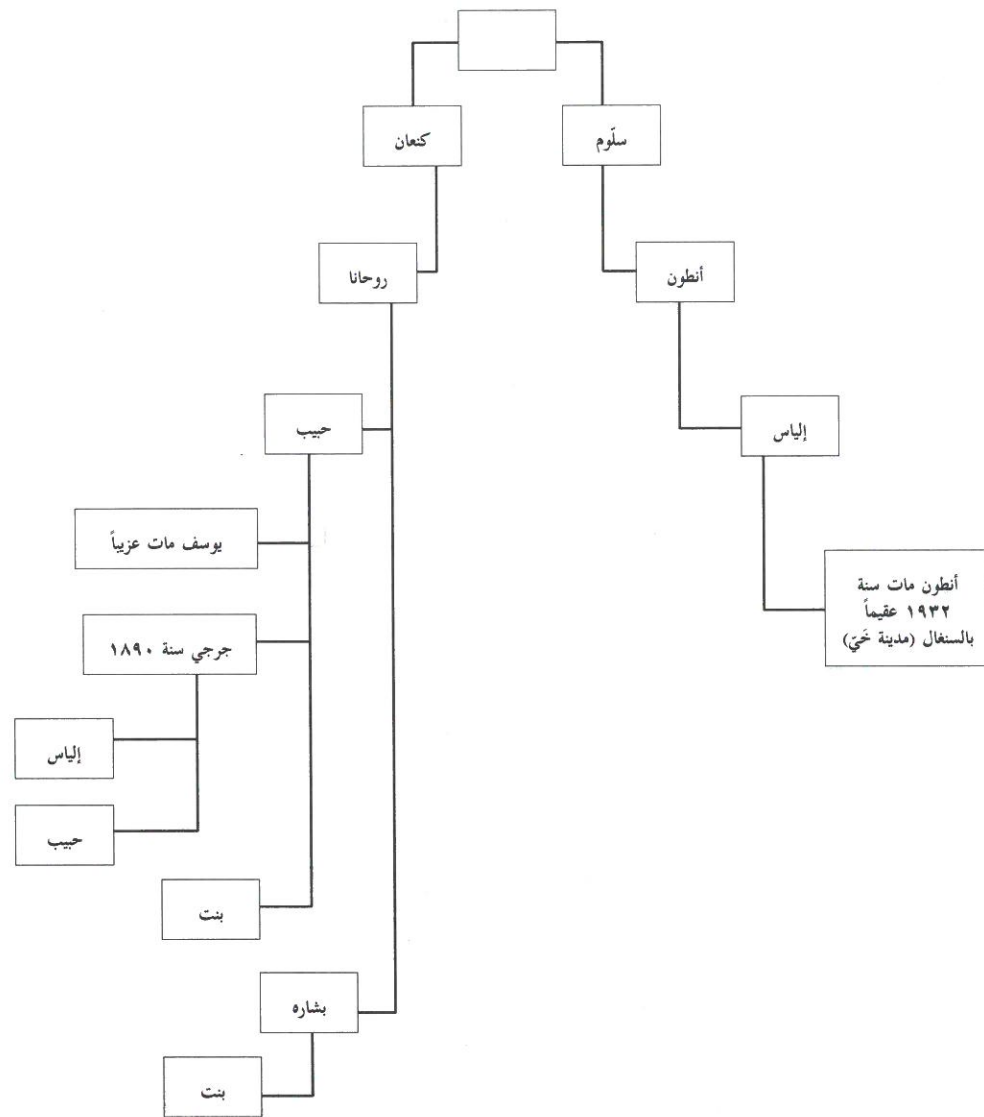 سلّوم
كنعان
أنطون
روحانا
إلياس
حبيب
يوسف مات عزيباً
أنطون مات سنة
١٩٣٢ عقيماً
بالسنغال (مدينة خَيّ)
جرجي سنة ١٨٩٠
إلياس
حبيب
بنت
بشاره
بنت